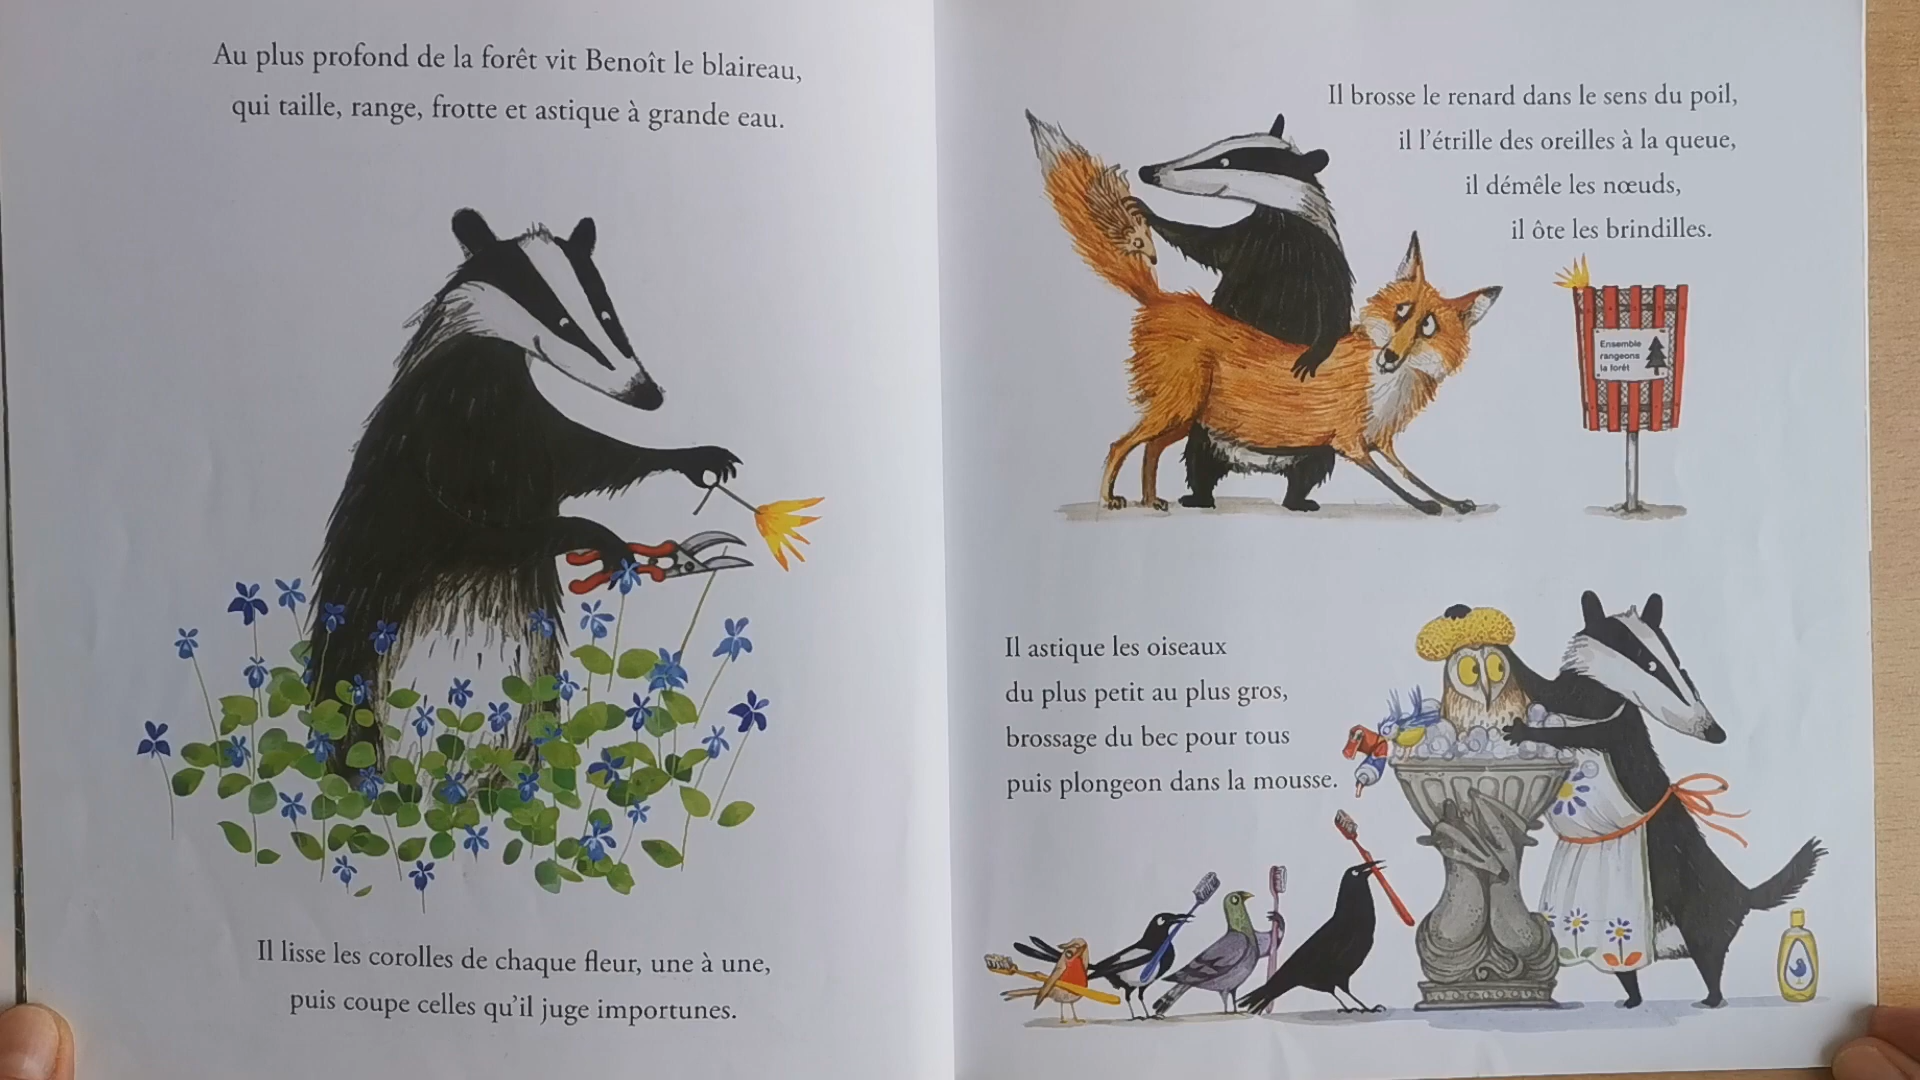 Au plus profond de la forêt vit Benoît le blaireau,
qui taille, range, frotte et astique à grande eau.
Il lisse les corolles de chaque fleur, une à une,
puis coupe celles qu'il juge importunes.
Il brosse le renard dans le sens du poil,
il l'étrille des oreilles à la queue,
il démêle les nœuds,
il ôte les brindilles.
Ensemble
rangeons
la forêt
Il astique les oiseaux
du plus petit au plus gros,
brossage du bec pour tous
puis plongeon dans la mousse.